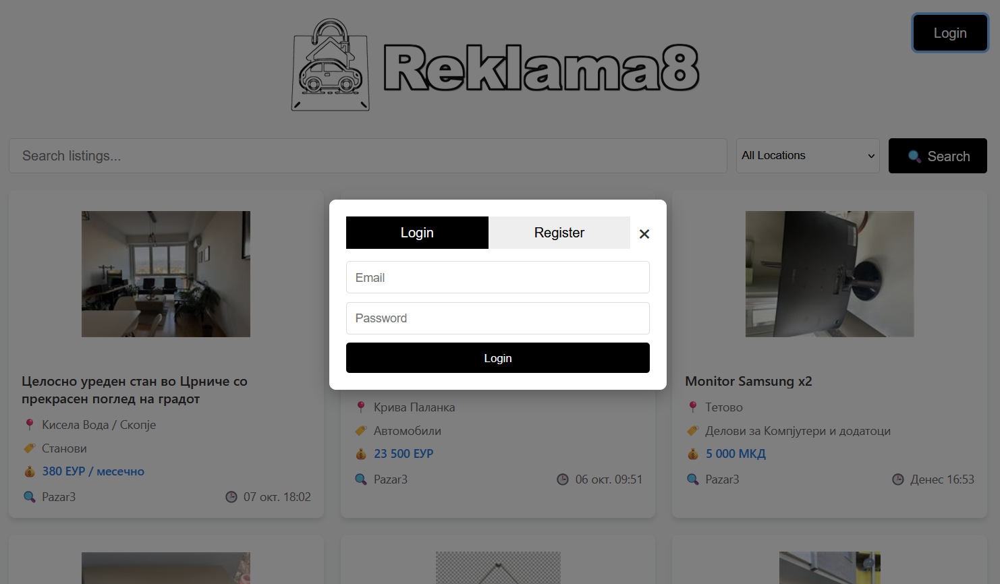 Reklama8
Login
Search listings...
All Locations
Search
Login
Register
Email
Password
Login
Целосно уреден стан во Црниче со
прекрасен поглед на градот
Кисела Вода / Скопје
Станови
380 ЕУР / месечно
Pazar3
07 окт. 18:02
Крива Паланка
Автомобили
23 500 ЕУР
Pazar3
06 окт. 09:51
Monitor Samsung x2
Тетово
Делови за Компјутери и додатоци
5 000 МКД
Pazar3
Денес 16:53